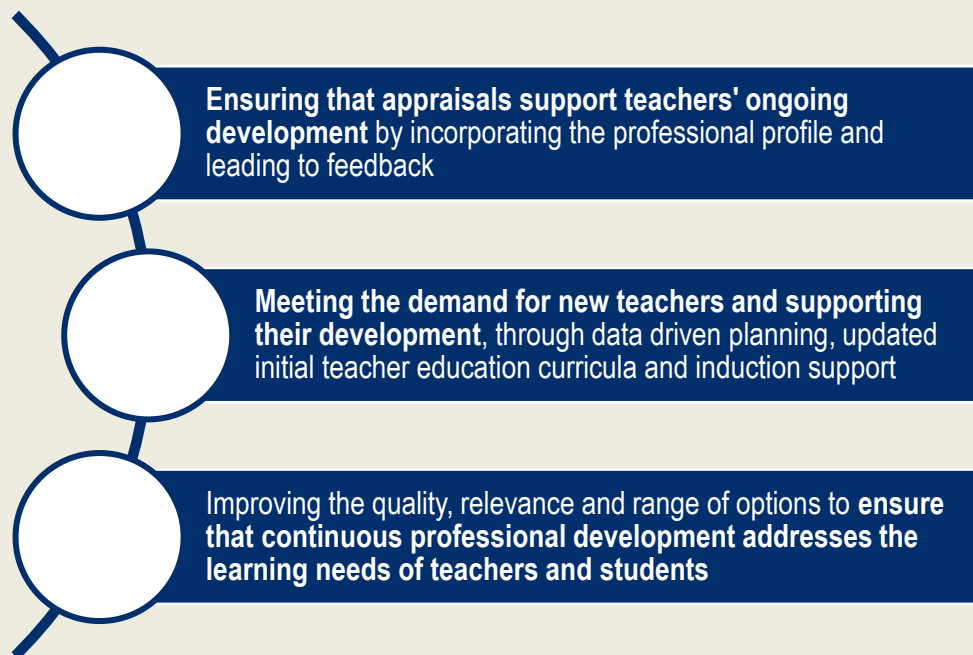 Ensuring that appraisals support teachers' ongoing
development by incorporating the professional profile and
leading to feedback
Meeting the demand for new teachers and supporting
their development, through data driven planning, updated
initial teacher education curricula and induction support
Improving the quality, relevance and range of options to ensure
that continuous professional development addresses the
learning needs of teachers and students